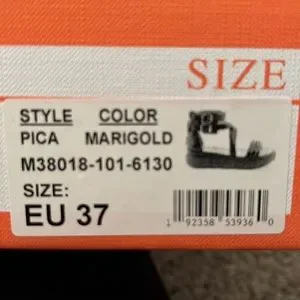 SIZE
STYLE COLOR
PICA MARIGOLD
M38018-101-6130
SIZE:
EU 37
1 92358 53936 0